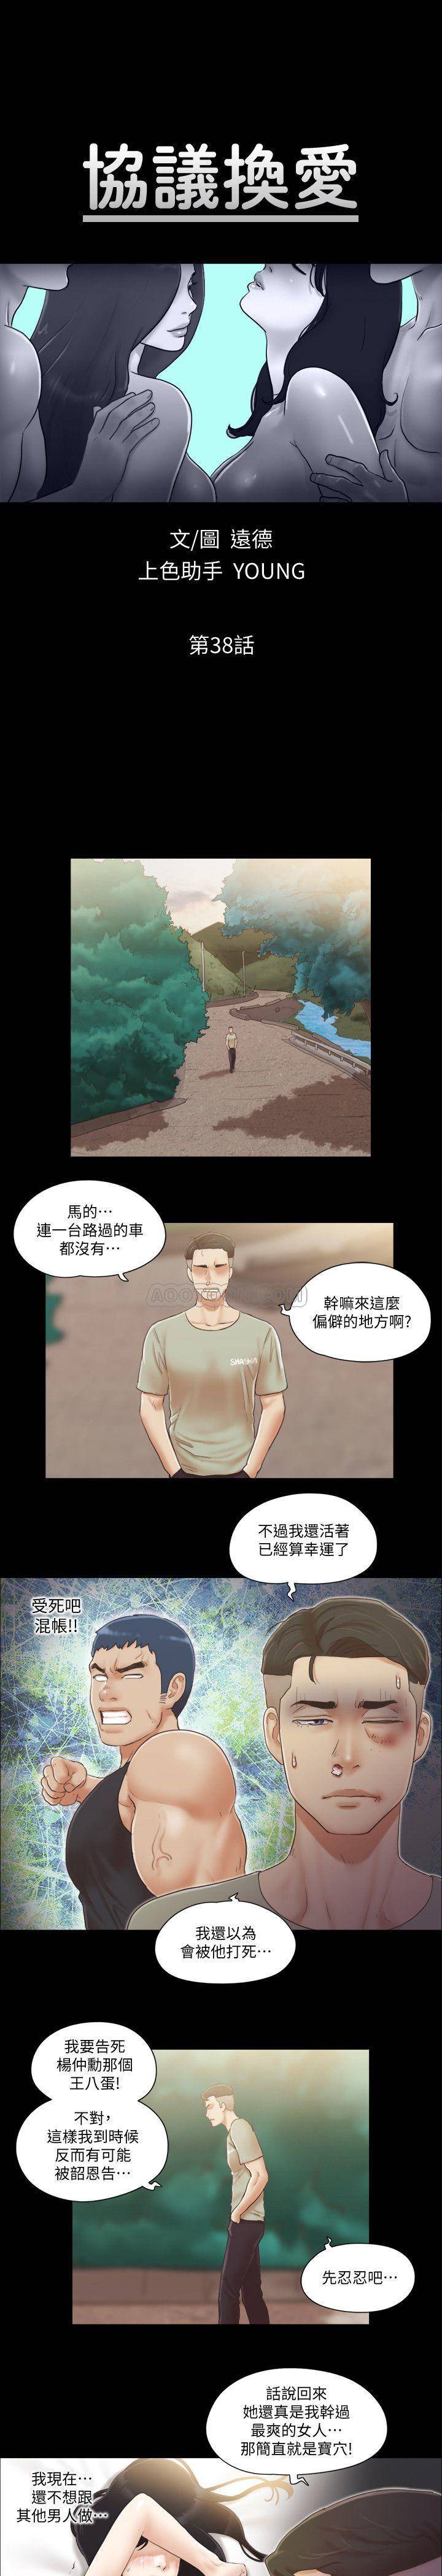 協議換愛
文/圖 遠德
上色助手 YOUNG
第38話
馬的…
連一台路過的車
都沒有…
幹嘛來這麼
偏僻的地方啊?
不過我還活著
已經算幸運了
受死吧
混帳!!
我還以為
會被他打死…
我要告死
楊仲勳那個
王八蛋!
不對，
這樣我到時候
反而有可能
被韶恩告…
先忍忍吧…
話說回來
她還真是我幹過
最爽的女人…
那簡直就是寶穴!
我現在…
還不想跟
其他男人做…